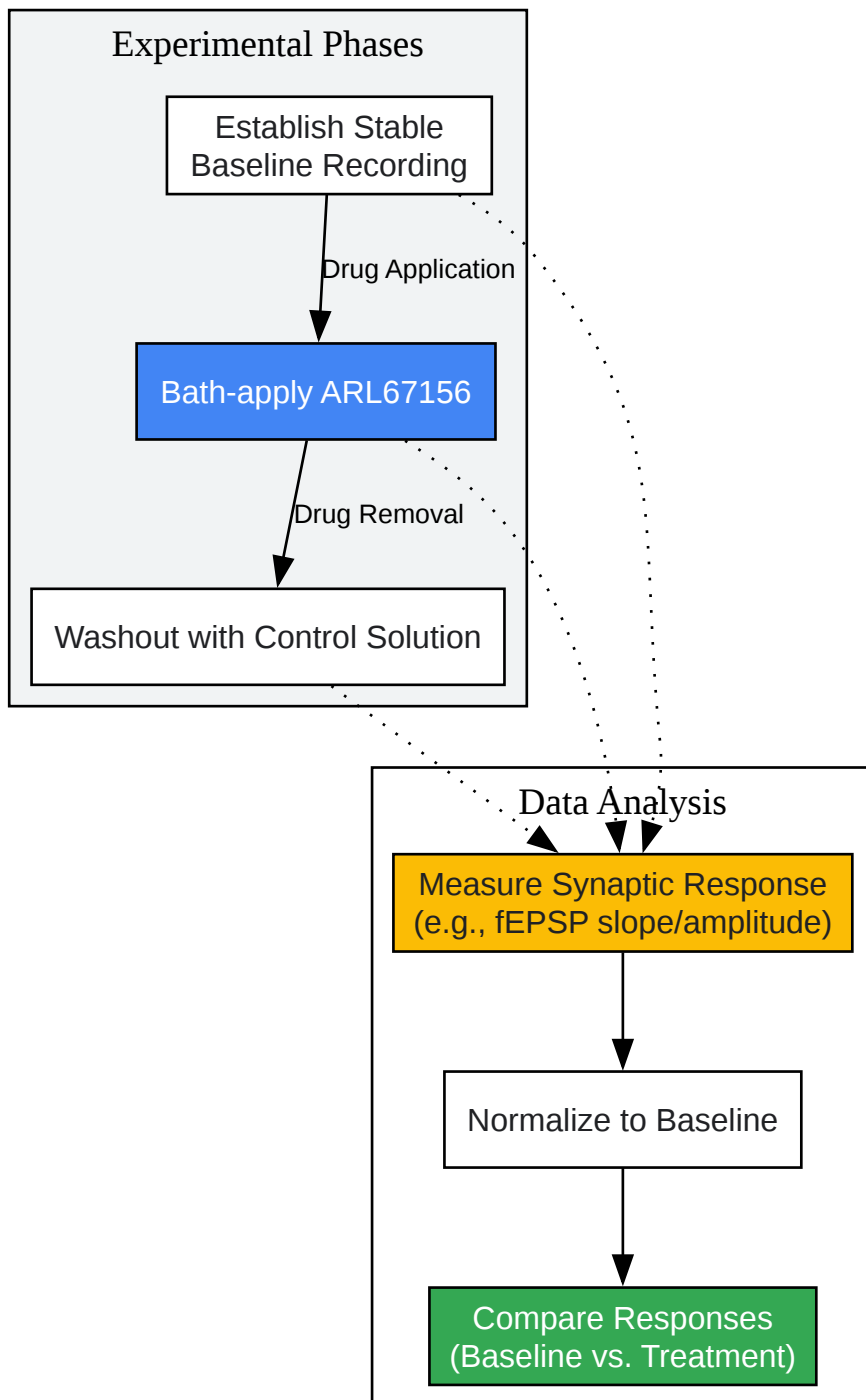 Experimental Phases
Establish Stable
Baseline Recording
Drug Application
Bath-apply ARL67156
Drug Removal
Washout with Control Solution
Data Analysis
Measure Synaptic Response
(e.g., fEPSP slope/amplitude)
Normalize to Baseline
Compare Responses
(Baseline vs. Treatment)